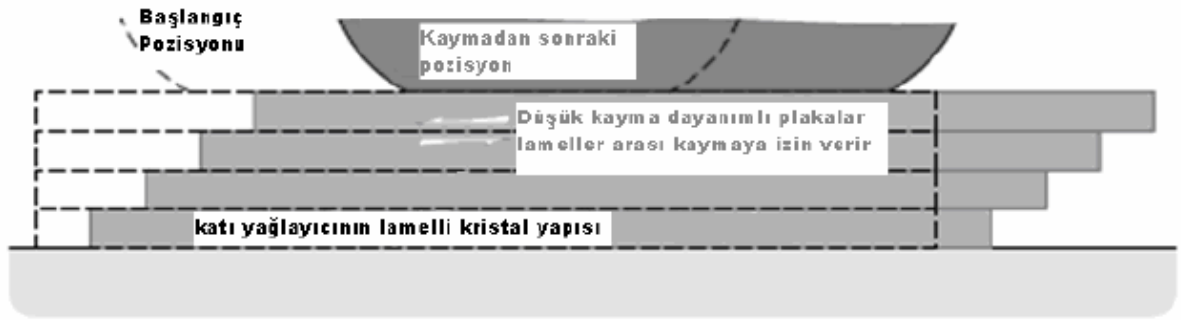 Başlangıç
Pozisyonu
Kaymadan sonraki
pozisyon
Düşük kayma dayanımlı plakalar
lameller arası kaymaya izin verir
katı yağlayıcının lamelli kristal yapısı